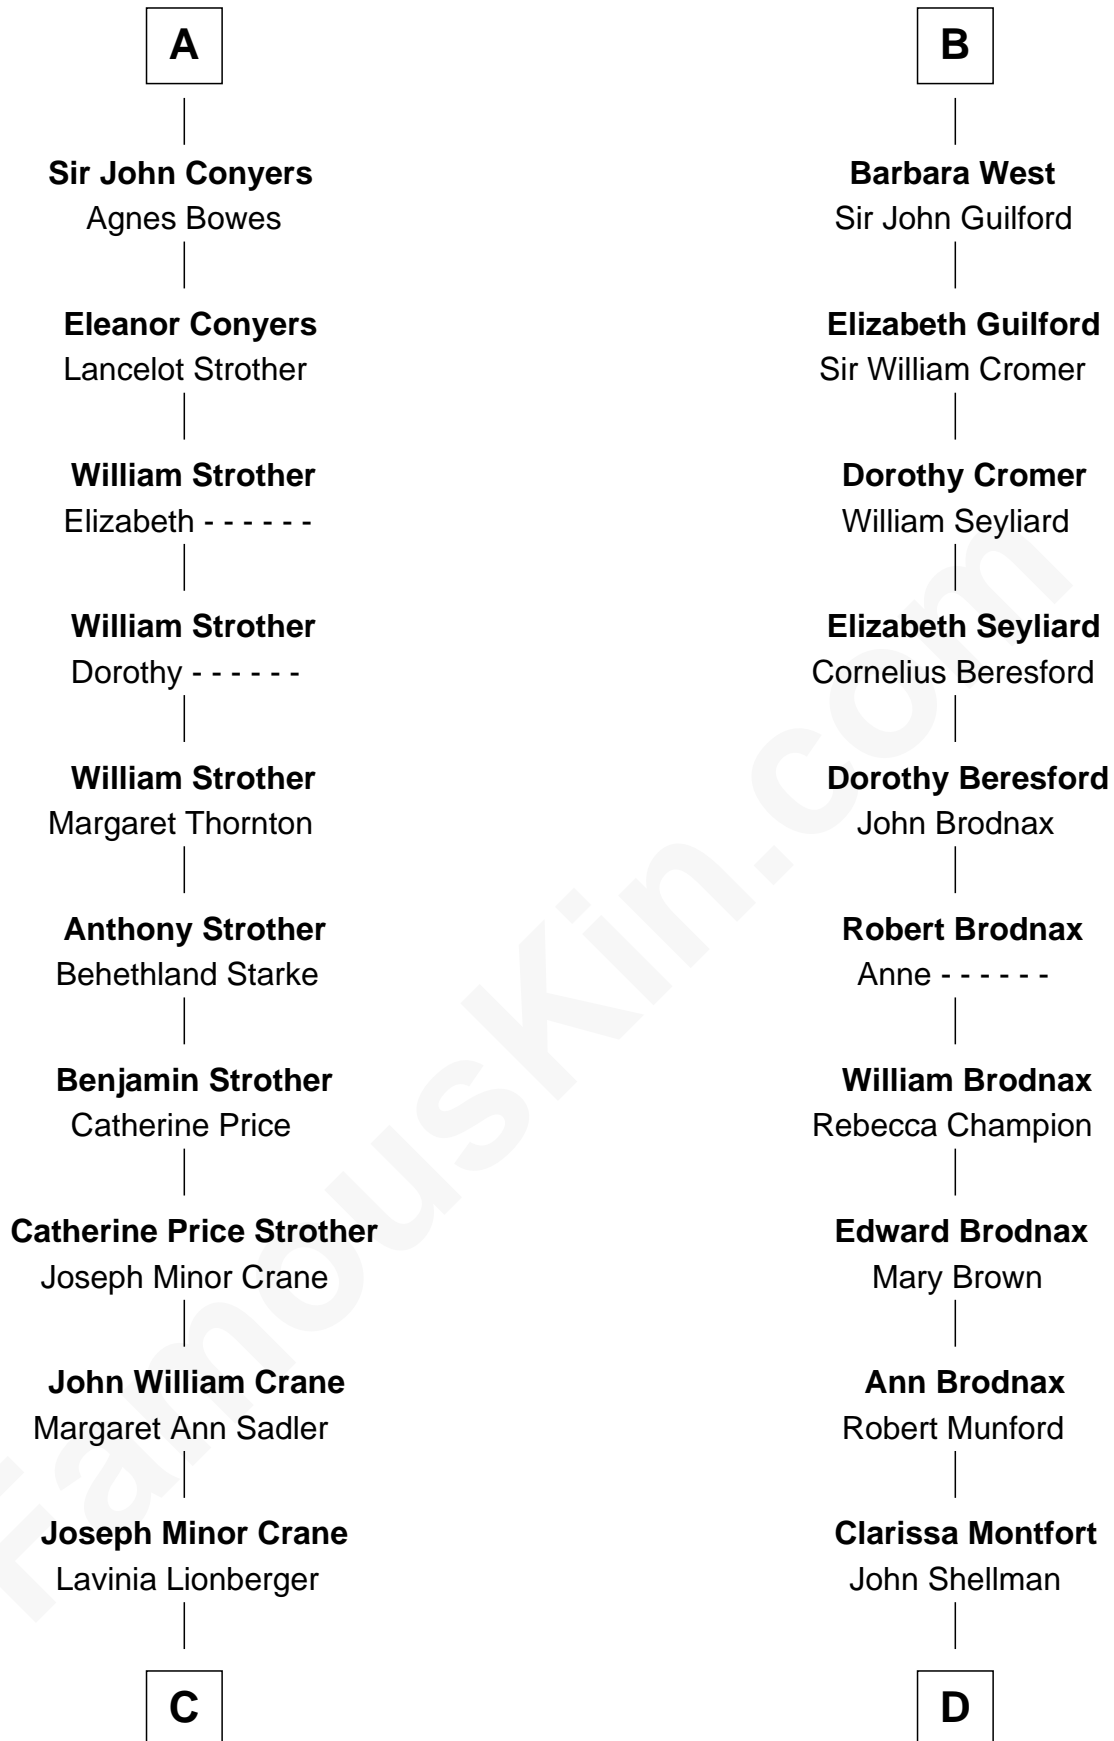 A
Sir John Conyers
Agnes Bowes
Eleanor Conyers
Lancelot Strother
William Strother
Elizabeth - - - - - -
William Strother
Dorothy - - - - - -
William Strother
Margaret Thornton
Anthony Strother
Behethland Starke
Benjamin Strother
Catherine Price
Catherine Price Strother
Joseph Minor Crane
John William Crane
Margaret Ann Sadler
Joseph Minor Crane
Lavinia Lionberger
C
B
Barbara West
Sir John Guilford
Elizabeth Guilford
Sir William Cromer
Dorothy Cromer
William Seyliard
Elizabeth Seyliard
Cornelius Beresford
Dorothy Beresford
John Brodnax
Robert Brodnax
Anne - - - - - -
William Brodnax
Rebecca Champion
Edward Brodnax
Mary Brown
Ann Brodnax
Robert Munford
Clarissa Montfort
John Shellman
D
FamousKin.com